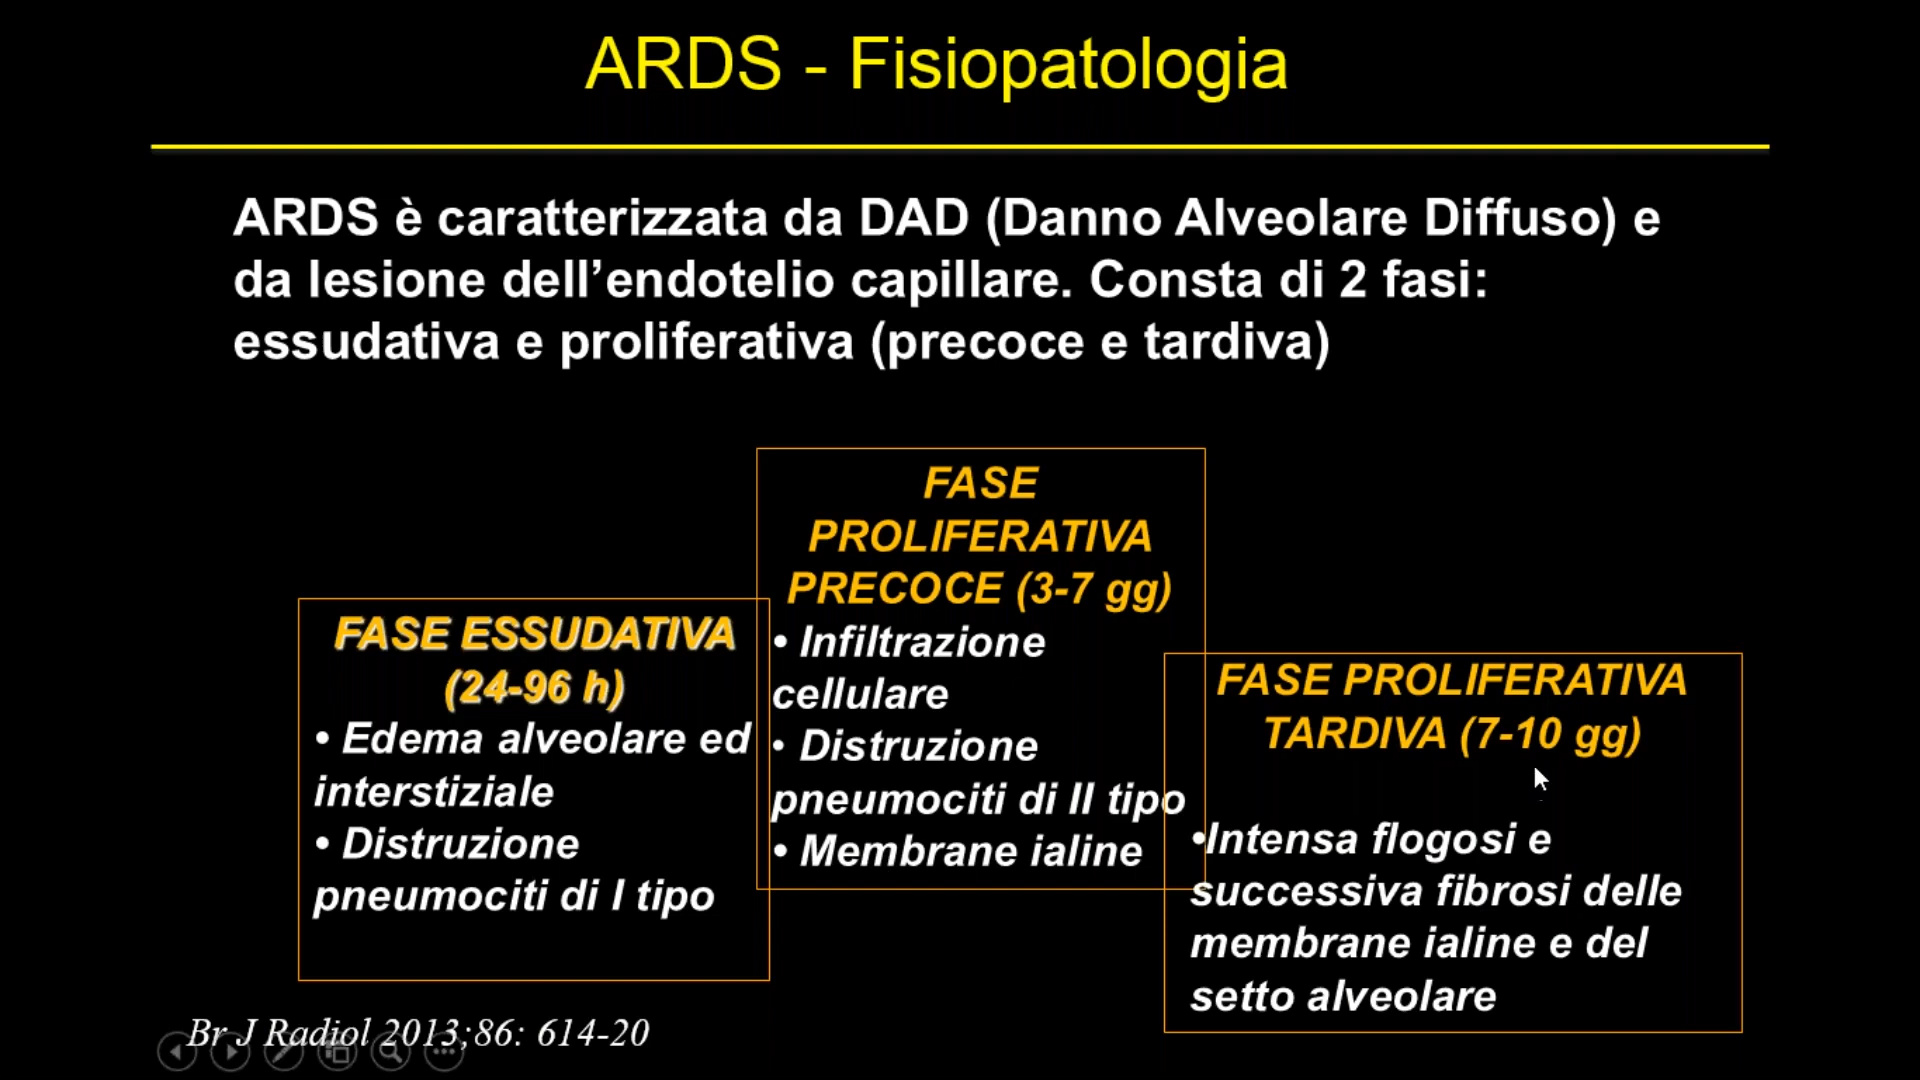 ARDS - Fisiopatologia
ARDS è caratterizzata da DAD (Danno Alveolare Diffuso) e
da lesione dell’endotelio capillare. Consta di 2 fasi:
essudativa e proliferativa (precoce e tardiva)
FASE ESSUDATIVA
(24-96 h)
• Edema alveolare ed
interstiziale
• Distruzione
pneumociti di I tipo
FASE
PROLIFERATIVA
PRECOCE (3-7 gg)
• Infiltrazione
cellulare
• Distruzione
pneumociti di II tipo
• Membrane ialine
FASE PROLIFERATIVA
TARDIVA (7-10 gg)
•Intensa flogosi e
successiva fibrosi delle
membrane ialine e del
setto alveolare
Br J Radiol 2013;86: 614-20